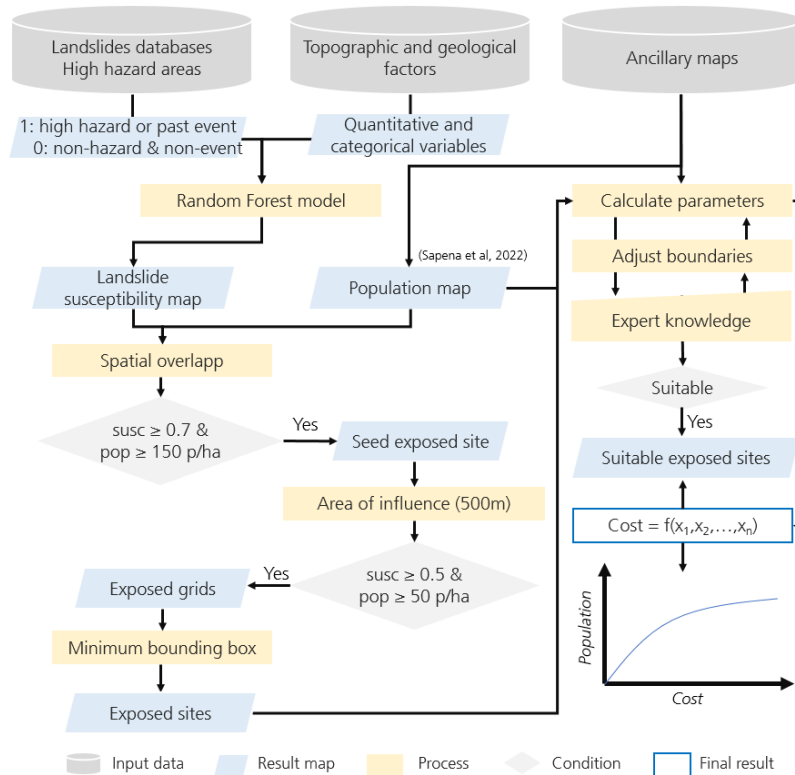 Landslides databases
High hazard areas
Topographic and geological
factors
Ancillary maps
1: high hazard or past event
0: non-hazard & non-event
Quantitative and
categorical variables
Random Forest model
Calculate parameters
(Sapena et al, 2022)
Adjust boundaries
Landslide
susceptibility map
Population map
Expert knowledge
Spatial overlapp
Suitable
susc ≥ 0.7 &
pop ≥ 150 p/ha
Yes
Seed exposed site
Yes
Suitable exposed sites
Area of influence (500m)
Cost = f(x1,x2,…,xn)
susc ≥ 0.5 &
pop ≥ 50 p/ha
Yes
Exposed grids
Minimum bounding box
Exposed sites
Population
Cost
Input data
Result map
Process
Condition
Final result